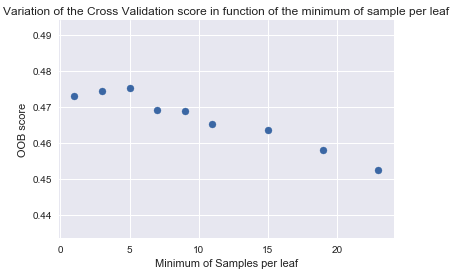 Variation of the Cross Validation score in function of the minimum of sample per leaf
0.49
0.48
0.47
0.46
0.45
0.44
OOB score
0 5 10 15 20
Minimum of Samples per leaf